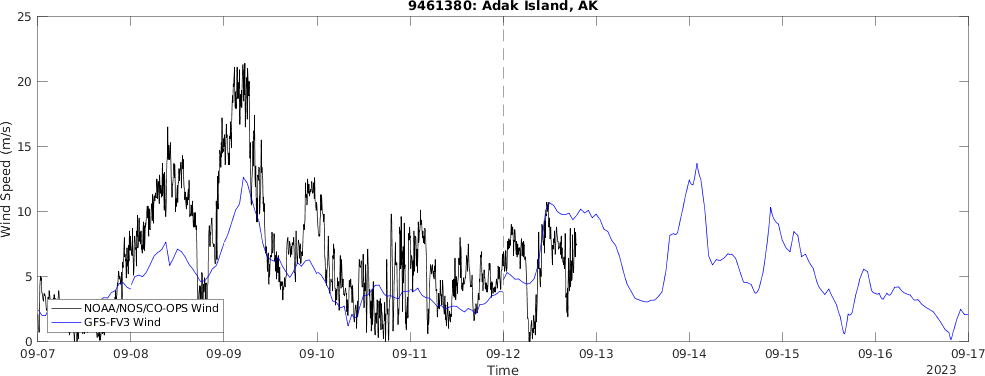 9461380: Adak Island, AK
25
20
15
10
5
0
Wind Speed (m/s)
NOAA/NOS/CO-OPS Wind
GFS-FV3 Wind
09-07 09-08 09-09 09-10 09-11 09-12 09-13 09-14 09-15 09-16 09-17
Time
2023